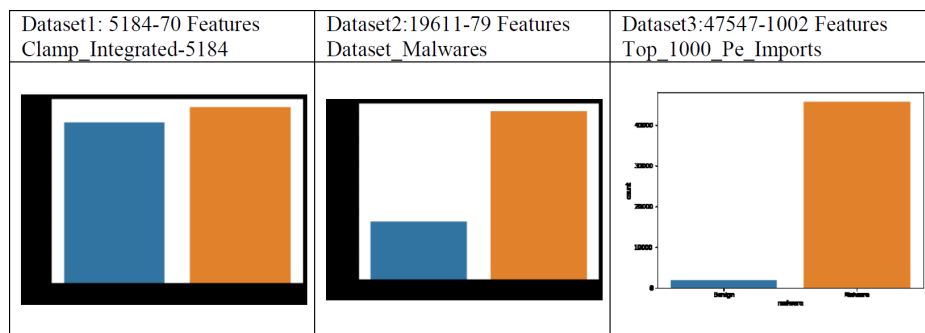 Dataset1: 5184-70 Features
Clamp_Integrated-5184
Dataset2:19611-79 Features
Dataset_Malwares
Dataset3:47547-1002 Features
Top_1000_Pe_Imports
40000
30000
20000
10000
0
count
Benign
Malware
malware